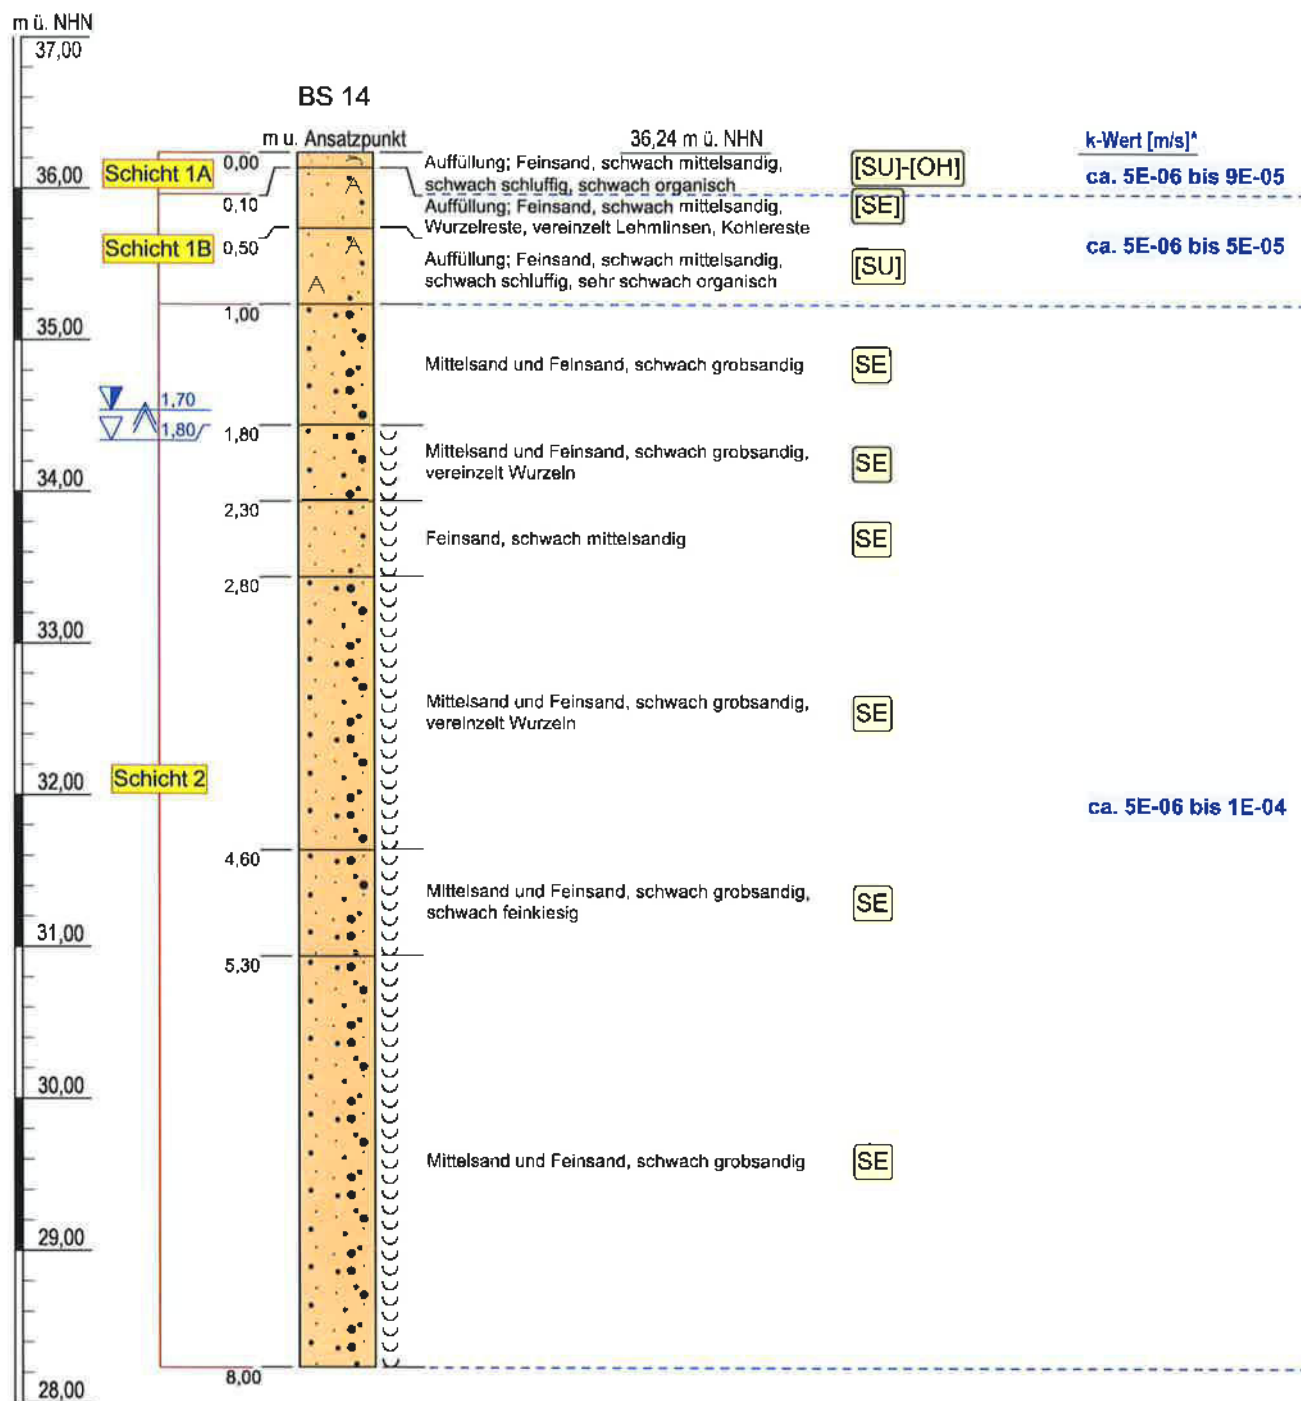 m ü. NHN
37,00
BS 14
m u. Ansatzpunkt
36,24 m ü. NHN
k-Wert [m/s]*
0,00
Auffüllung; Feinsand, schwach mittelsandig,
schwach schluffig, schwach organisch
[SU]-[OH]
Schicht 1A
36,00
ca. 5E-06 bis 9E-05
0,10
Auffüllung; Feinsand, schwach mittelsandig,
Wurzelreste, vereinzelt Lehmlinsen, Kohlereste
[SE]
Schicht 1B
0,50
ca. 5E-06 bis 5E-05
Auffüllung; Feinsand, schwach mittelsandig,
schwach schluffig, sehr schwach organisch
[SU]
A
A
A
1,00
35,00
Mittelsand und Feinsand, schwach grobsandig
SE
1,70
1,80
1,80
Mittelsand und Feinsand, schwach grobsandig,
vereinzelt Wurzeln
SE
34,00
2,30
Feinsand, schwach mittelsandig
SE
2,80
33,00
Mittelsand und Feinsand, schwach grobsandig,
vereinzelt Wurzeln
SE
Schicht 2
32,00
ca. 5E-06 bis 1E-04
4,60
Mittelsand und Feinsand, schwach grobsandig,
schwach feinkiesig
SE
31,00
5,30
30,00
Mittelsand und Feinsand, schwach grobsandig
SE
29,00
8,00
28,00